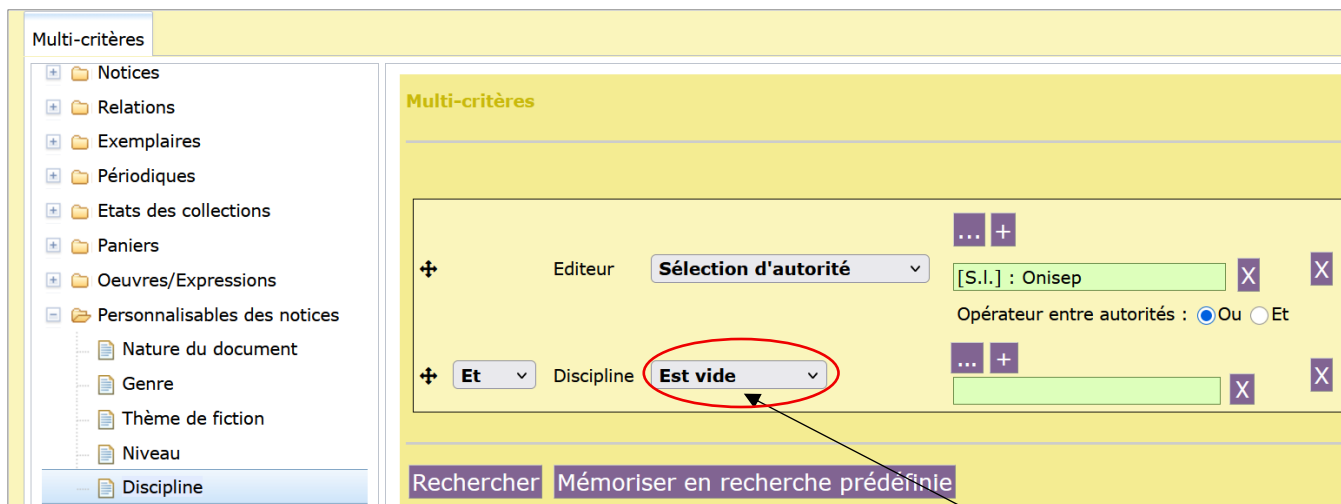 Multi-critères
Notices
Relations
Exemplaires
Périodiques
Etats des collections
Paniers
Oeuvres/Expressions
Personnalisables des notices
Nature du document
Genre
Thème de fiction
Niveau
Discipline
Multi-critères
... +
Editeur Sélection d'autorité [S.l.] : Onisep X X
Opérateur entre autorités : Ou Et
... +
Et Discipline Est vide X X
Rechercher Mémoriser en recherche prédéfinie